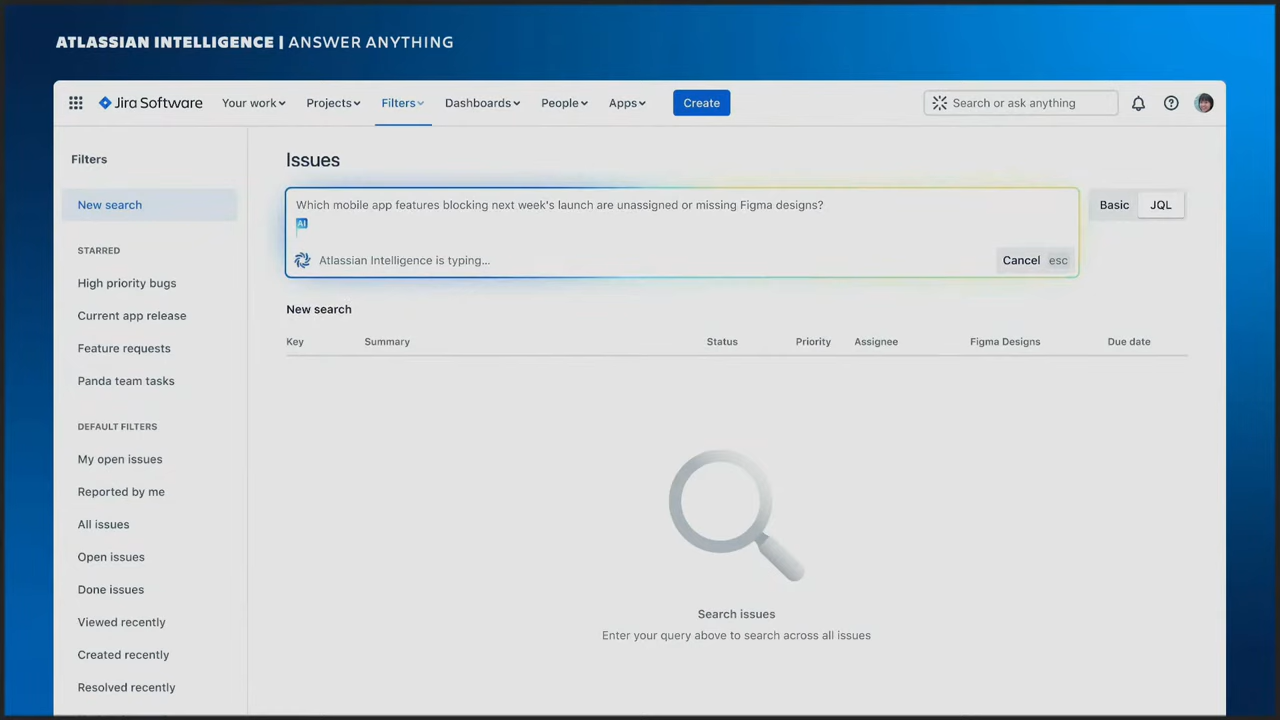 ATLASSIAN INTELLIGENCE | ANSWER ANYTHING
Jira Software Your work Projects Filters Dashboards People Apps Create Search or ask anything
Filters
New search
STARRED
High priority bugs
Current app release
Feature requests
Panda team tasks
DEFAULT FILTERS
My open issues
Reported by me
All issues
Open issues
Done issues
Viewed recently
Created recently
Resolved recently
Issues
Which mobile app features blocking next week's launch are unassigned or missing Figma designs?
AI
Atlassian Intelligence is typing... Cancel esc
Basic JQL
New search
Key Summary Status Priority Assignee Figma Designs Due date
Search issues
Enter your query above to search across all issues